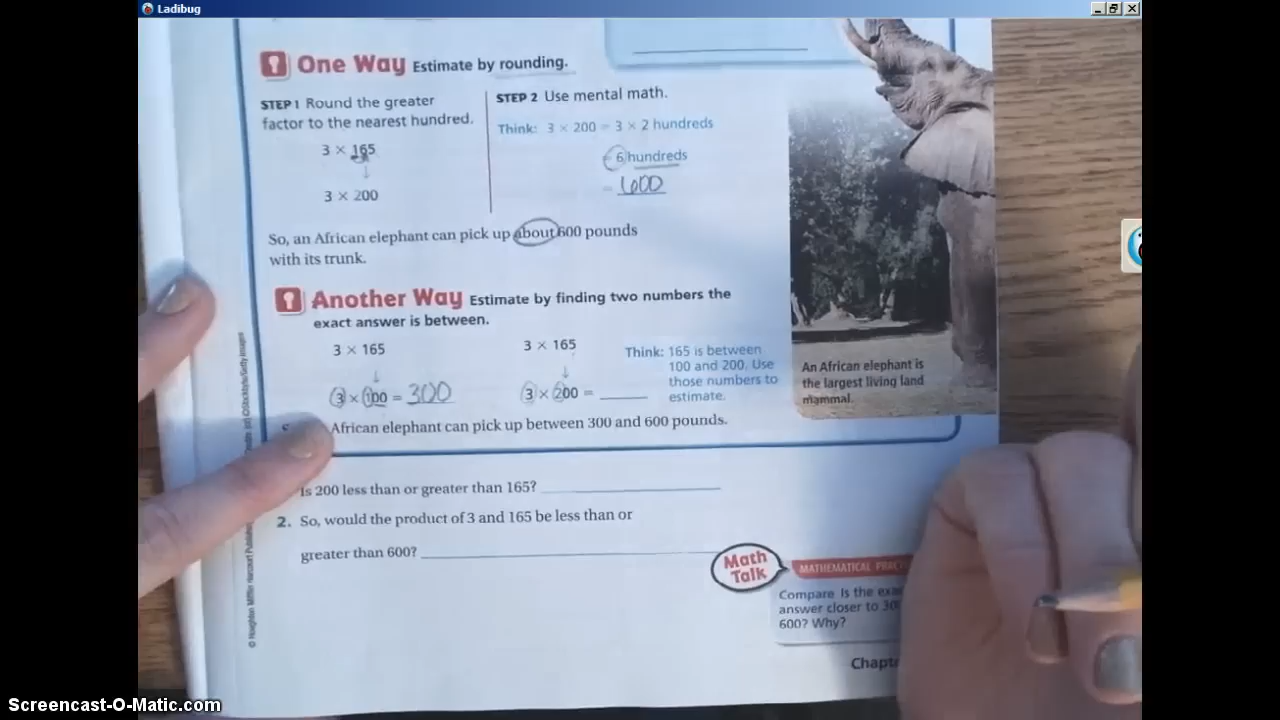 Ladibug
One Way Estimate by rounding.
STEP 1 Round the greater
factor to the nearest hundred.
3 × 165
3 × 200
STEP 2 Use mental math.
Think: 3 × 200 = 3 × 2 hundreds
= 6 hundreds
= 600
So, an African elephant can pick up about 600 pounds
with its trunk.
Another Way Estimate by finding two numbers the
exact answer is between.
3 × 165
3 × 100 = 300
3 × 165
3 × 200 = ____
Think: 165 is between
100 and 200. Use
those numbers to
estimate.
African elephant can pick up between 300 and 600 pounds.
An African elephant is
the largest living land
mammal.
Is 200 less than or greater than 165?
2. So, would the product of 3 and 165 be less than or
greater than 600?
Math
Talk
MATHEMATICAL
Compare Is the
answer closer to
600? Why?
© Houghton Mifflin Harcourt
Screencast-O-Matic.com